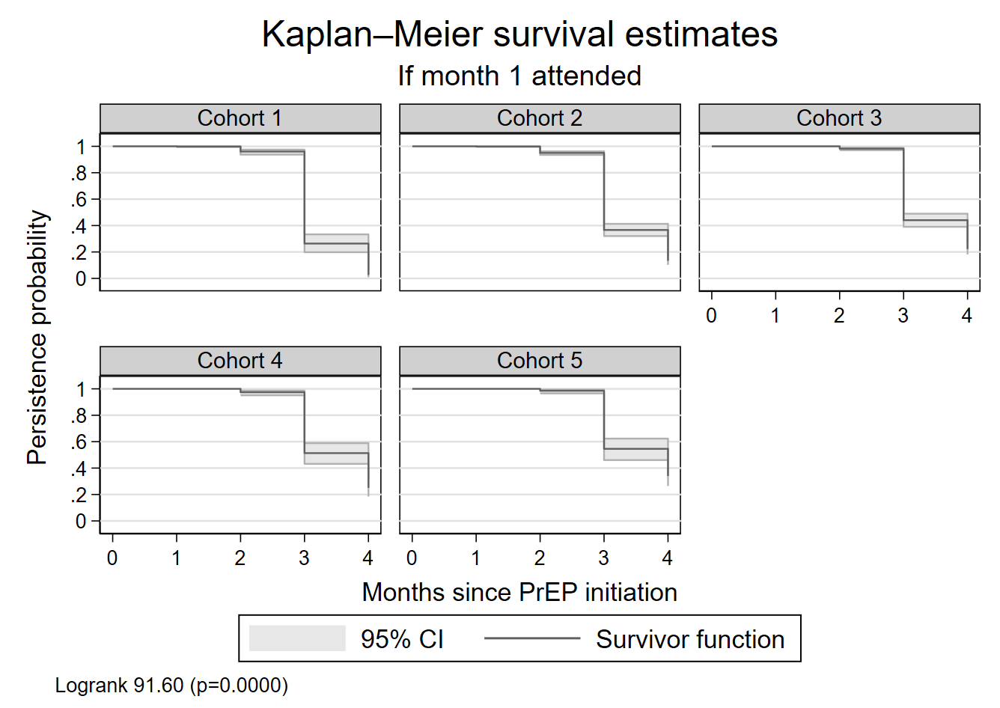 Kaplan–Meier survival estimates
If month 1 attended
Cohort 1
Cohort 2
Cohort 3
1
.8
.6
.4
.2
0
0 1 2 3 4
Cohort 4
Cohort 5
1
.8
.6
.4
.2
0
0 1 2 3 4
0 1 2 3 4
Persistence probability
Months since PrEP initiation
95% CI
Survivor function
Logrank 91.60 (p=0.0000)